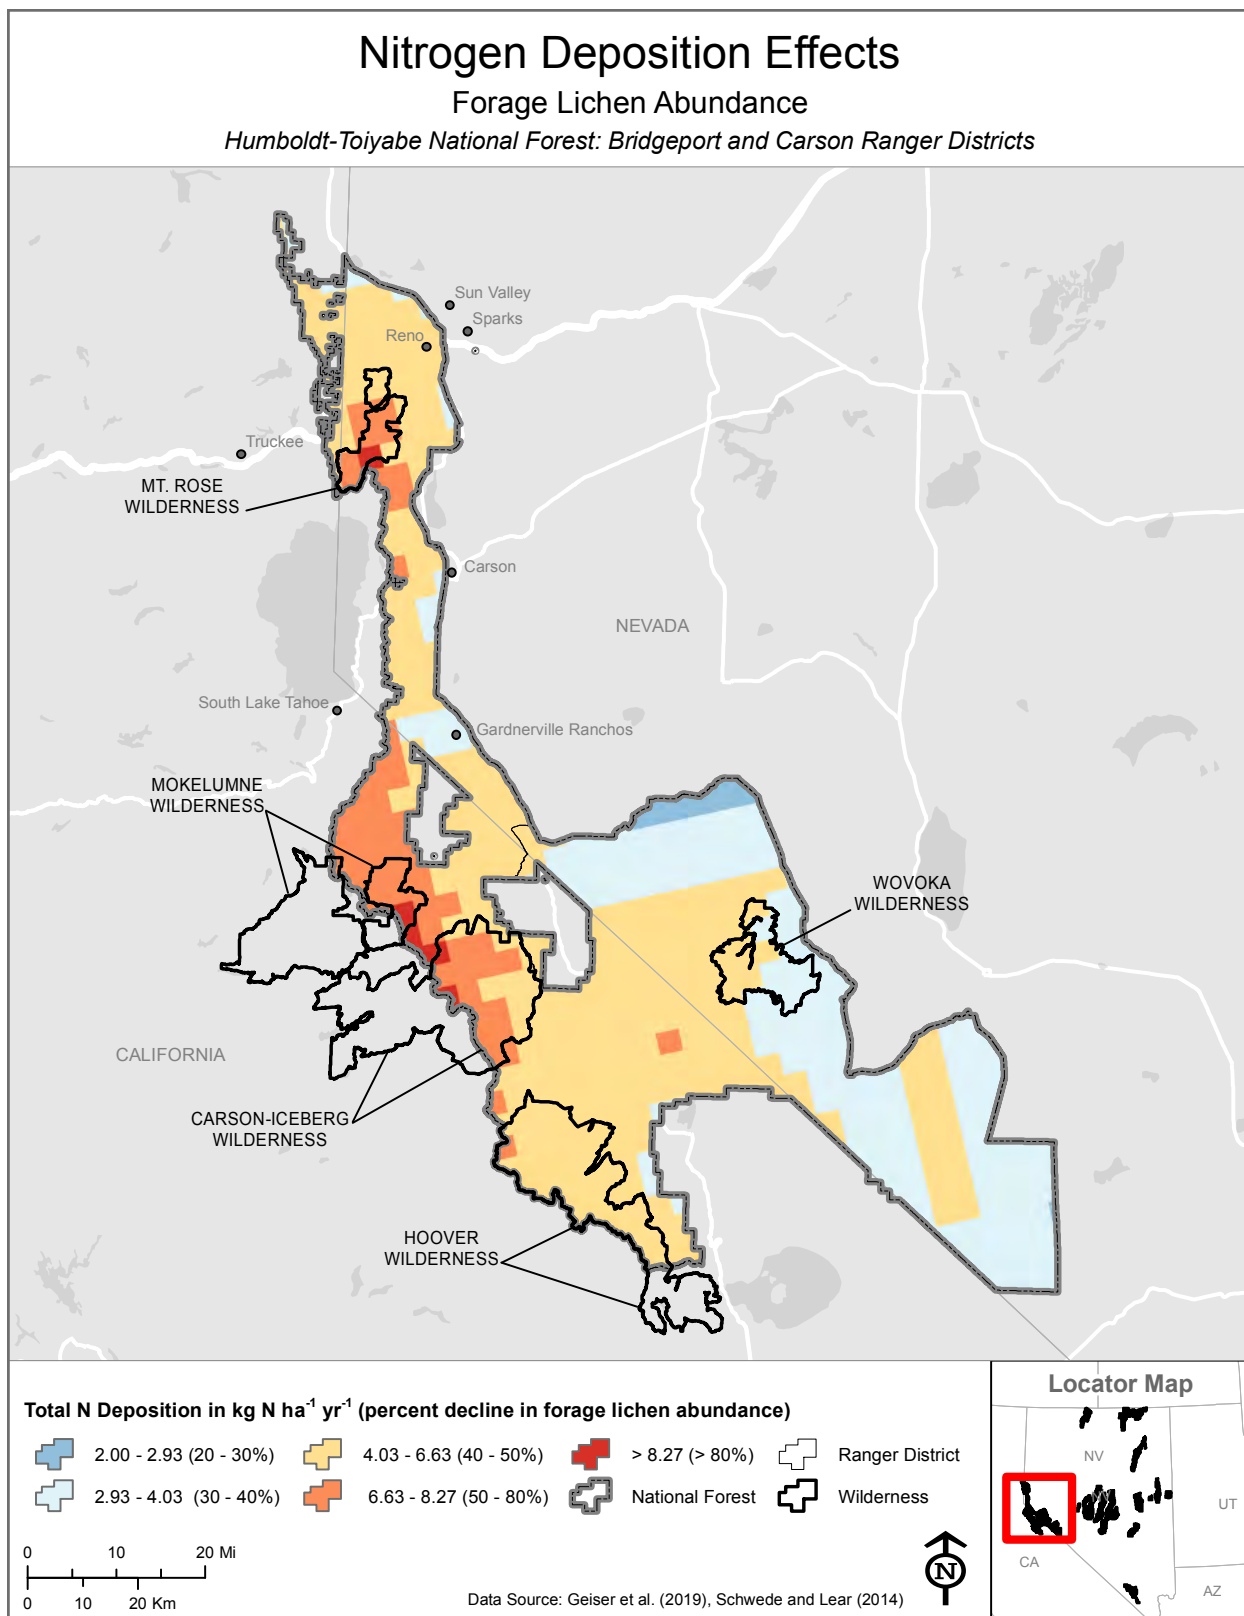 Nitrogen Deposition Effects
Forage Lichen Abundance
Humboldt-Toiyabe National Forest: Bridgeport and Carson Ranger Districts
Sun Valley
Sparks
Reno
Truckee
MT. ROSE
WILDERNESS
Carson
NEVADA
South Lake Tahoe
Gardnerville Ranchos
MOKELUMNE
WILDERNESS
WOVOKA
WILDERNESS
CALIFORNIA
CARSON-ICEBERG
WILDERNESS
HOOVER
WILDERNESS
Total N Deposition in kg N ha⁻¹ yr⁻¹ (percent decline in forage lichen abundance)
2.00 - 2.93 (20 - 30%)
4.03 - 6.63 (40 - 50%)
> 8.27 (> 80%)
Ranger District
2.93 - 4.03 (30 - 40%)
6.63 - 8.27 (50 - 80%)
National Forest
Wilderness
0 10 20 Mi
0 10 20 Km
N
Data Source: Geiser et al. (2019), Schwede and Lear (2014)
Locator Map
NV
UT
CA
AZ